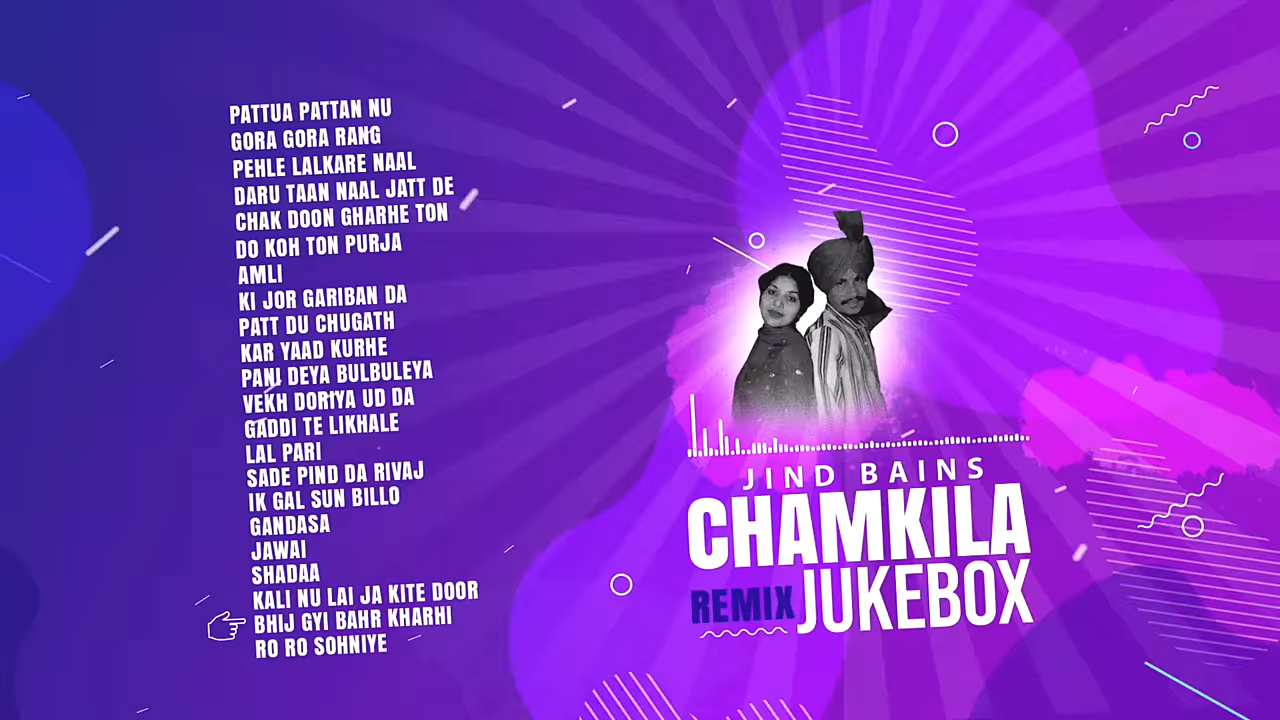 PATTUA PATTAN NU
GORA GORA RANG
PEHLE LALKARE NAAL
DARU TAAN NAAL JATT DE
CHAK DOON GHARHE TON
DO KOH TON PURJA
AMLI
KI JOR GARIBAN DA
PATT DU CHUGATH
KAR YAAD KURHE
PANI DEYA BULBULEYA
VEKH DORIYA UD DA
GADDI TE LIKHALE
LAL PARI
SADE PIND DA RIVAJ
IK GAL SUN BILLO
GANDASA
JAWAI
SHADAA
KALI NU LAI JA KITE DOOR
BHIJ GYI BAHR KHARHI
RO RO SOHNIYE
JIND BAINS
CHAMKILA
REMIX JUKEBOX